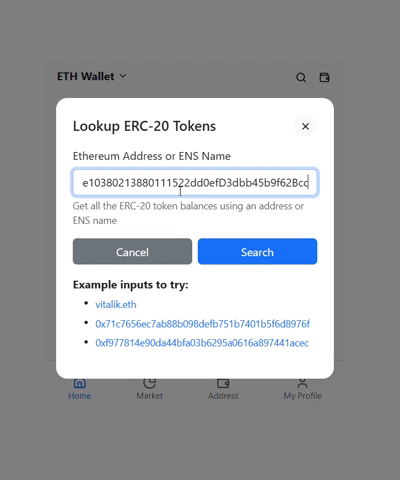 ETH Wallet
Lookup ERC-20 Tokens
Ethereum Address or ENS Name
e10380213880111522dd0efD3dbb45b9f62Bcc
Get all the ERC-20 token balances using an address or
ENS name
Cancel Search
Example inputs to try:
vitalik.eth
0x71c7656ec7ab88b098defb751b7401b5f6d8976f
0xf977814e90da44bfa03b6295a0616a897441acec
Home Market Address My Profile